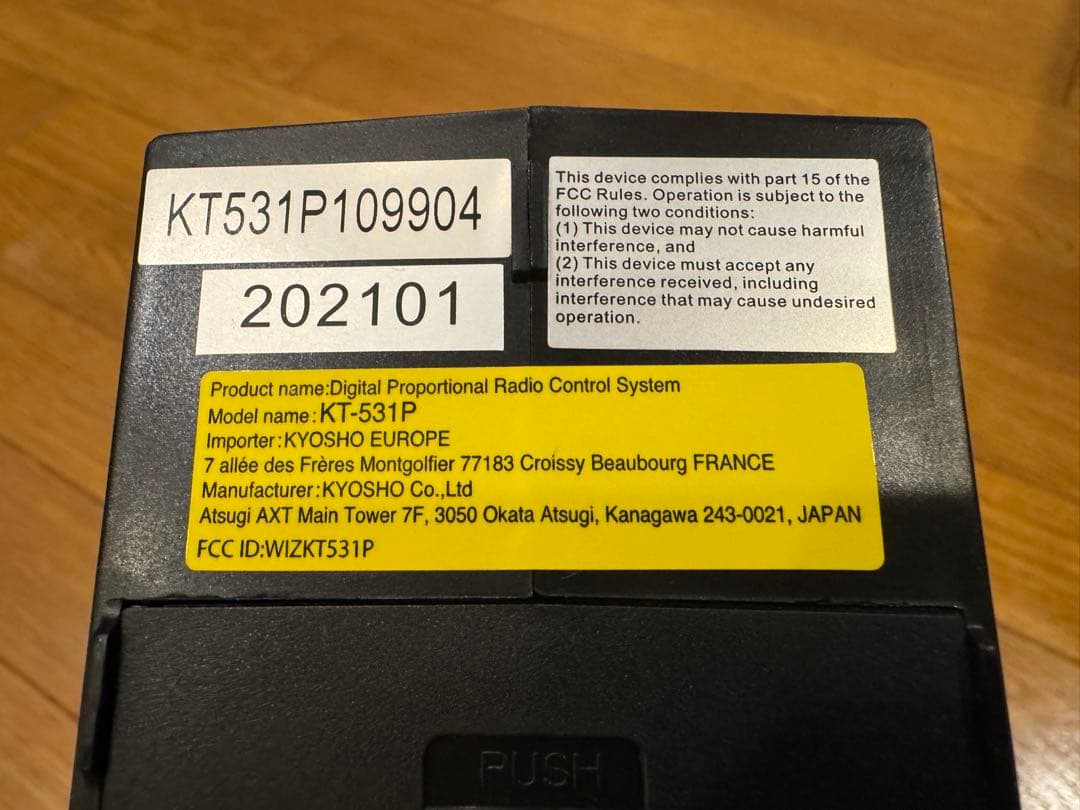 KT531P109904
202101
This device complies with part 15 of the
FCC Rules. Operation is subject to the
following two conditions:
(1) This device may not cause harmful
interference, and
(2) This device must accept any
interference received, including
interference that may cause undesired
operation.
Product name:Digital Proportional Radio Control System
Model name:KT-531P
Importer:KYOSHO EUROPE
7 allée des Frères Montgolfier 77183 Croissy Beaubourg FRANCE
Manufacturer:KYOSHO Co.,Ltd
Atsugi AXT Main Tower 7F, 3050 Okata Atsugi, Kanagawa 243-0021, JAPAN
FCC ID:WIZKT531P
PUSH